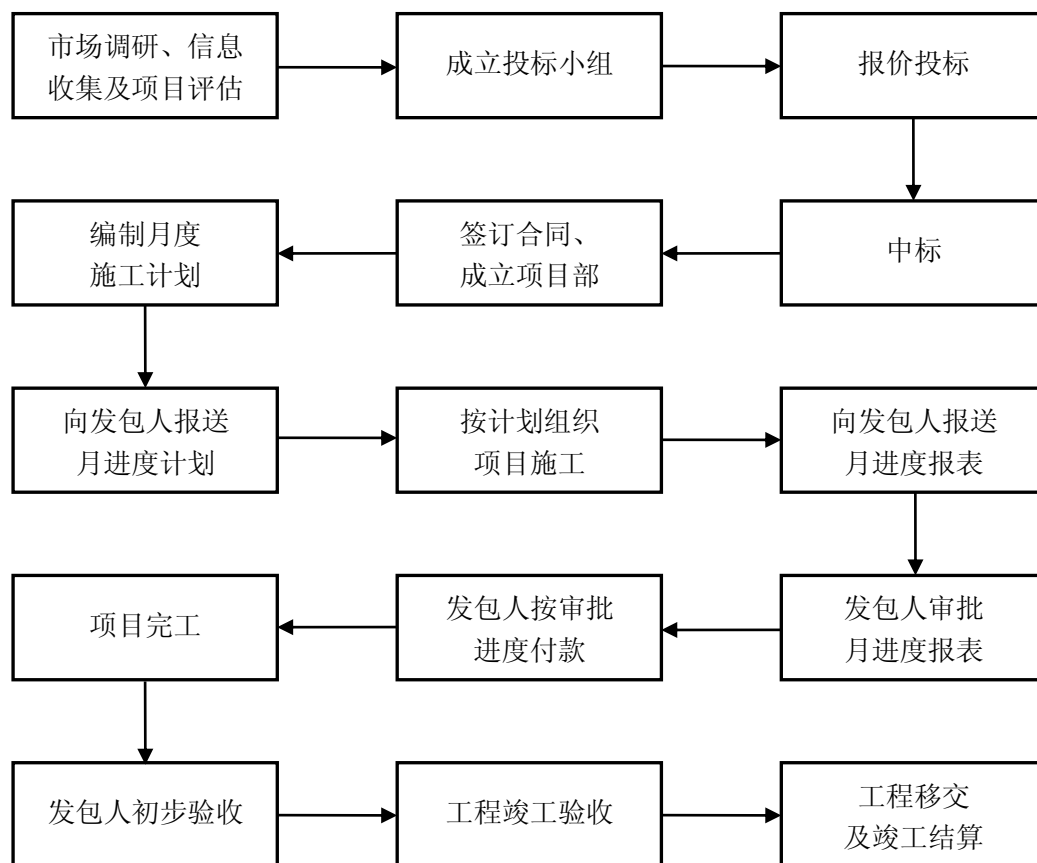 市场调研、信息
收集及项目评估
成立投标小组
报价投标
中标
签订合同、
成立项目部
编制月度
施工计划
向发包人报送
月进度计划
按计划组织
项目施工
向发包人报送
月进度报表
发包人审批
月进度报表
发包人按审批
进度付款
项目完工
发包人初步验收
工程竣工验收
工程移交
及竣工结算